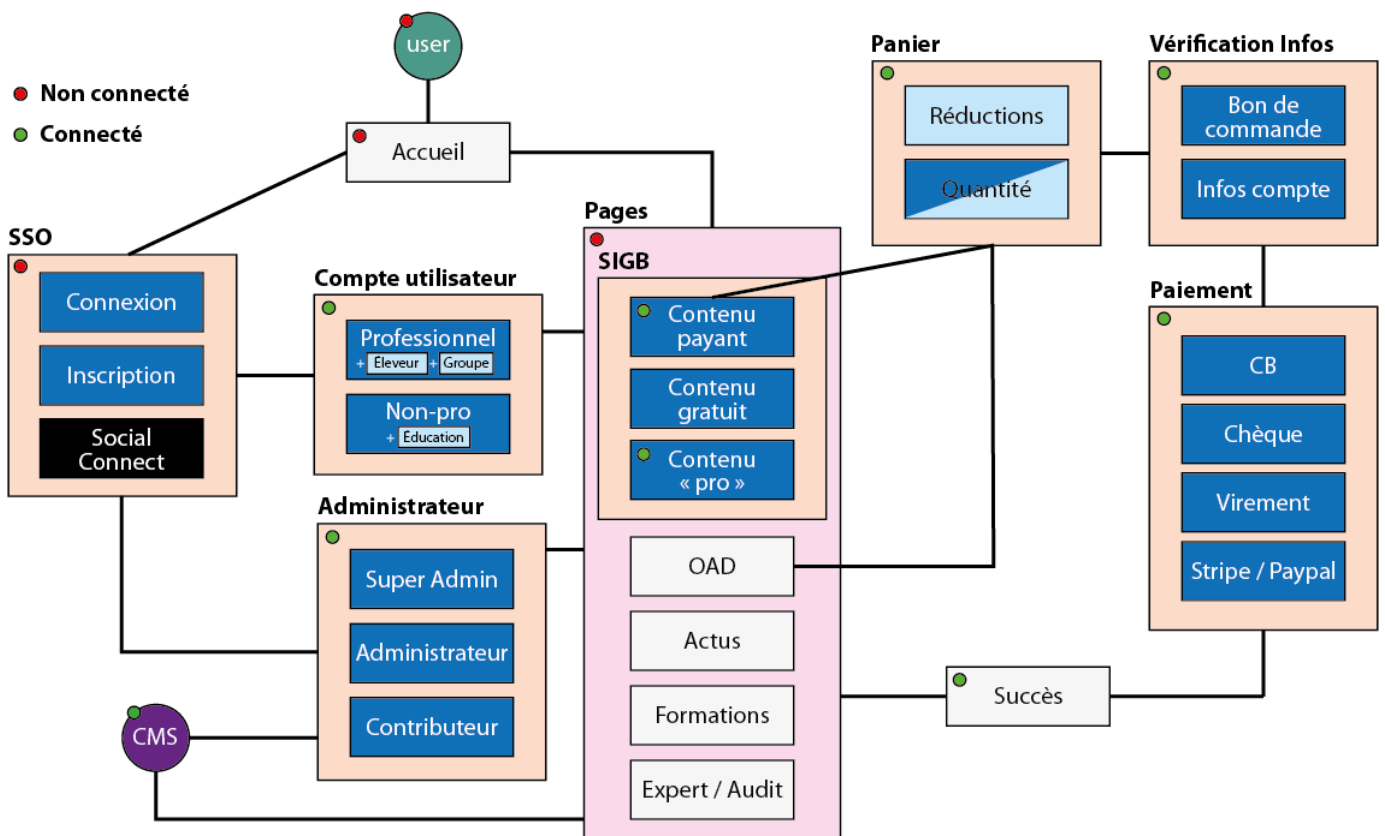 user
Non connecté
Connecté
Accueil
SSO
Connexion
Inscription
Social
Connect
Compte utilisateur
Professionnel
+ Éleveur + Groupe
Non-pro
+ Éducation
Administrateur
Super Admin
Administrateur
Contributeur
CMS
Pages
SIGB
Contenu
payant
Contenu
gratuit
Contenu
« pro »
OAD
Actus
Formations
Expert / Audit
Panier
Réductions
Quantité
Vérification Infos
Bon de
commande
Infos compte
Paiement
CB
Chèque
Virement
Stripe / Paypal
Succès